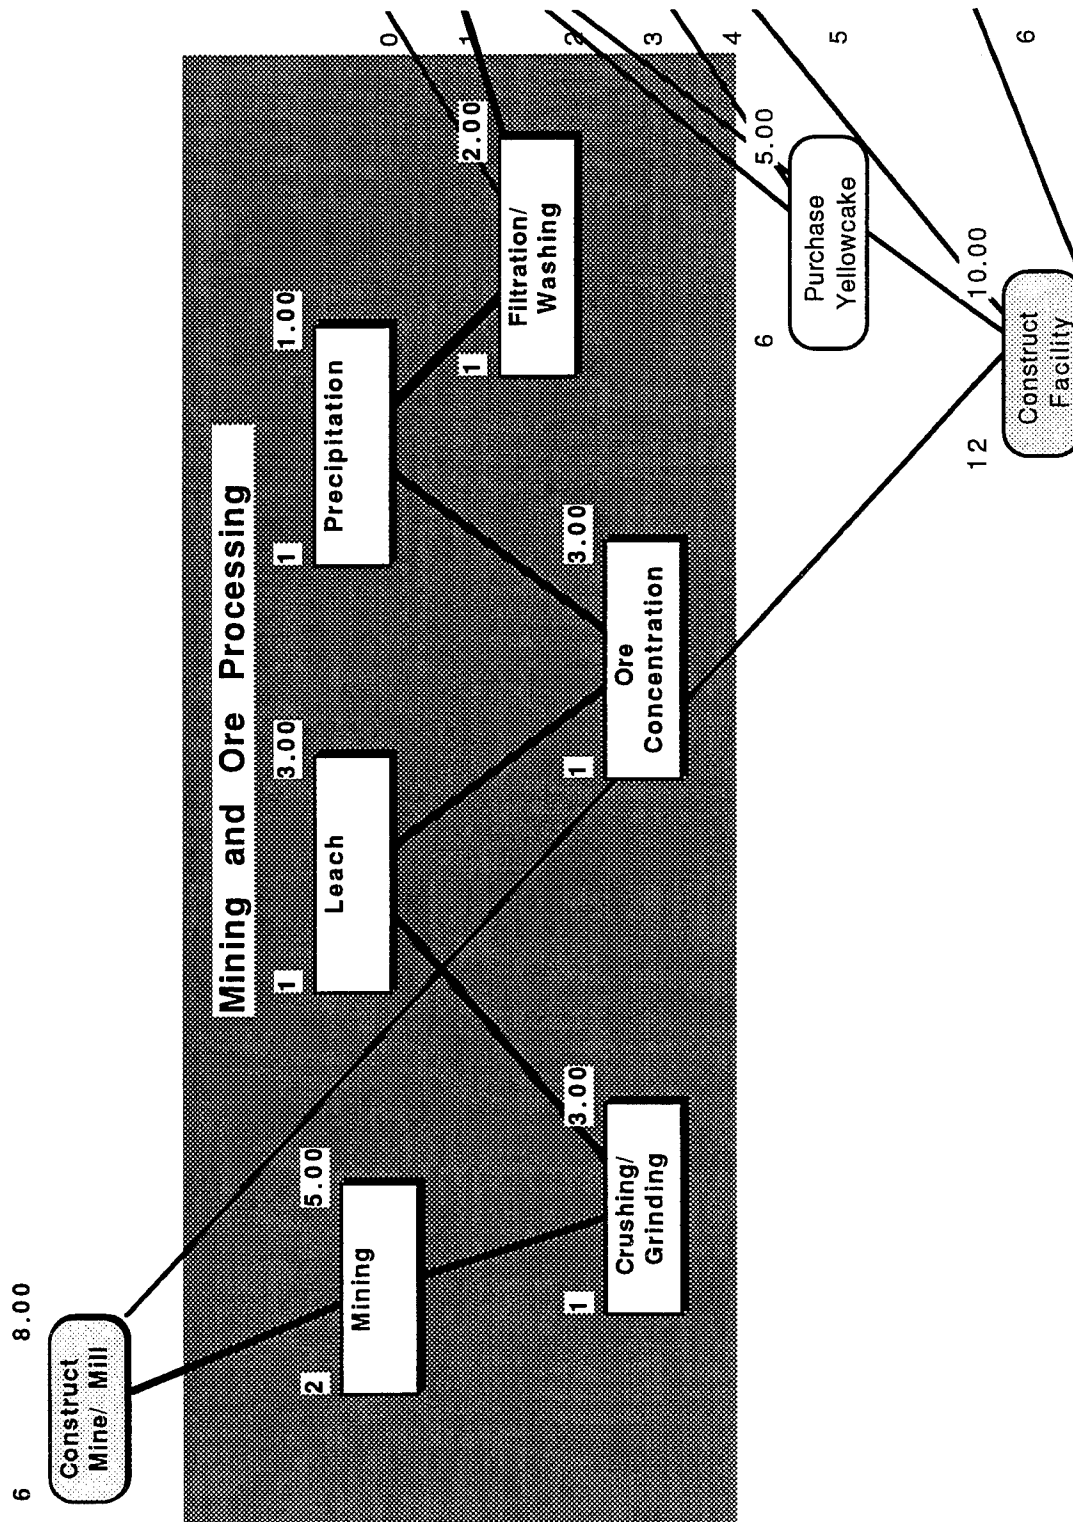 Mining and Ore Processing
6
8.00
Construct
Mine/ Mill
2
5.00
Mining
1
3.00
Crushing/
Grinding
1
3.00
Leach
1
3.00
Ore
Concentration
1
1.00
Precipitation
1
2.00
Filtration/
Washing
6
5.00
Purchase
Yellowcake
12
10.00
Construct
Facility
0
1
2
3
4
5
6